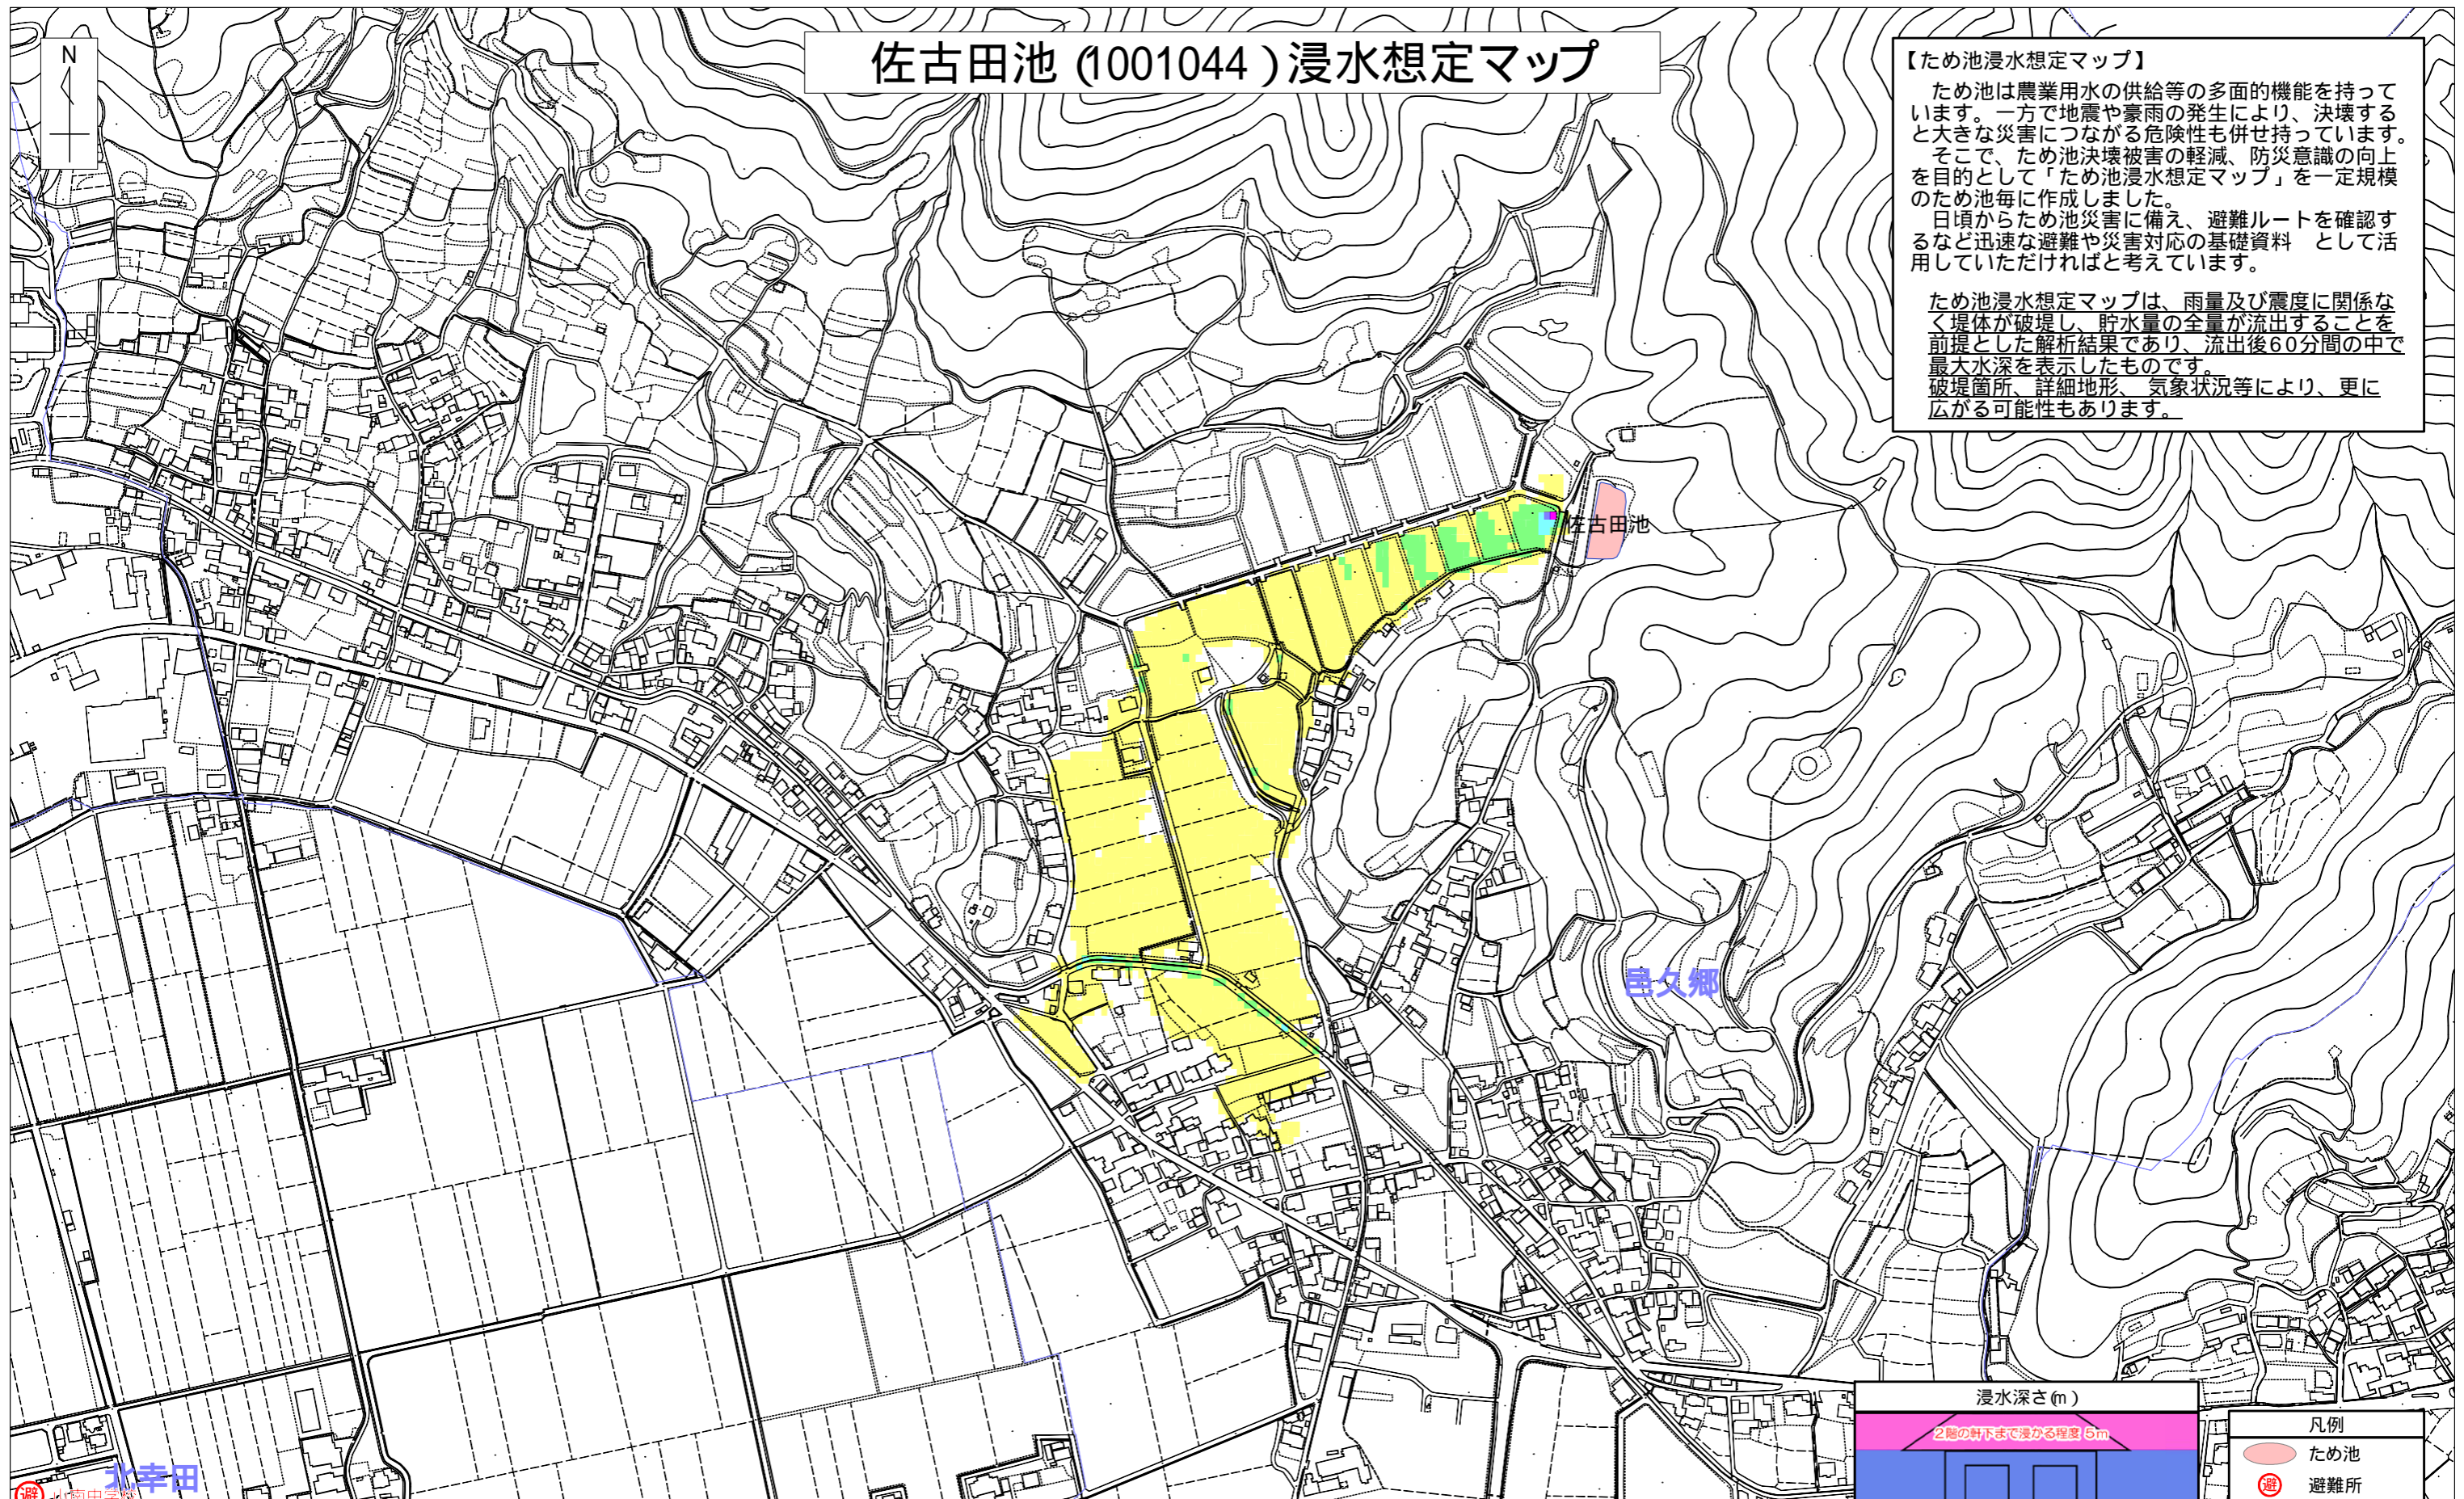 N
佐古田池 (1001044 ) 浸水想定マップ
【ため池浸水想定マップ】
ため池は農業用水の供給等の多面的機能を持って
います。一方で地震や豪雨の発生により、決壊する
と大きな災害につながる危険性も併せ持っています。
そこで、ため池決壊被害の軽減、防災意識の向上
を目的として「ため池浸水想定マップ」を一定規模
のため池毎に作成しました。
日頃からため池災害に備え、避難ルートを確認す
るなど迅速な避難や災害対応の基礎資料　として活
用していただければと考えています。
ため池浸水想定マップは、雨量及び震度に関係な
く堤体が破堤し、貯水量の全量が流出することを
前提とした解析結果であり、流出後60分間の中で
最大水深を表示したものです。
破堤箇所、詳細地形、 気象状況等により、更に
広がる可能性もあります。
佐古田池
邑久郷
北幸田
避
浸水深さ(m )
2階の軒下まで浸かる程度 5m
凡例
ため池
避 避難所